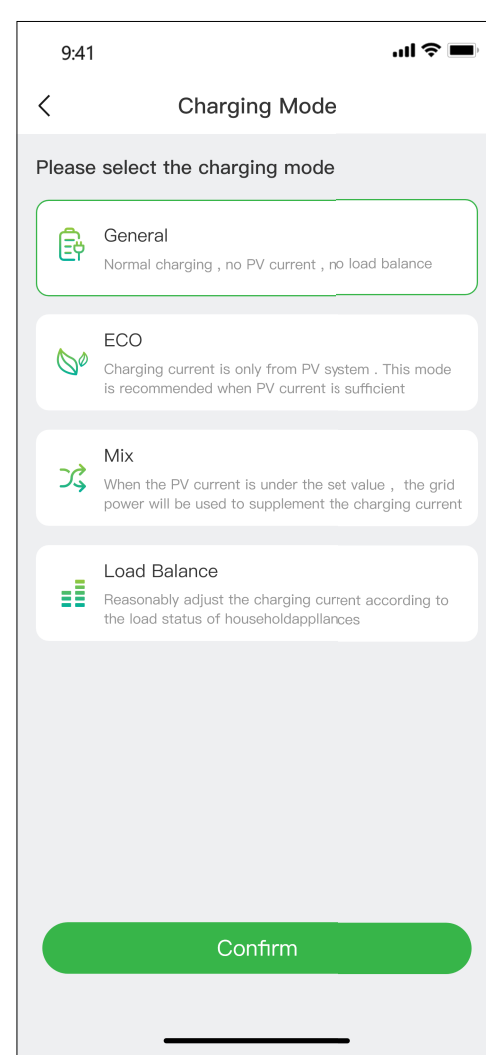 9:41
Charging Mode
Please select the charging mode
General
Normal charging , no PV current , no load balance
ECO
Charging current is only from PV system . This mode
is recommended when PV current is sufficient
Mix
When the PV current is under the set value , the grid
power will be used to supplement the charging current
Load Balance
Reasonably adjust the charging current according to
the load status of householdappllances
Confirm